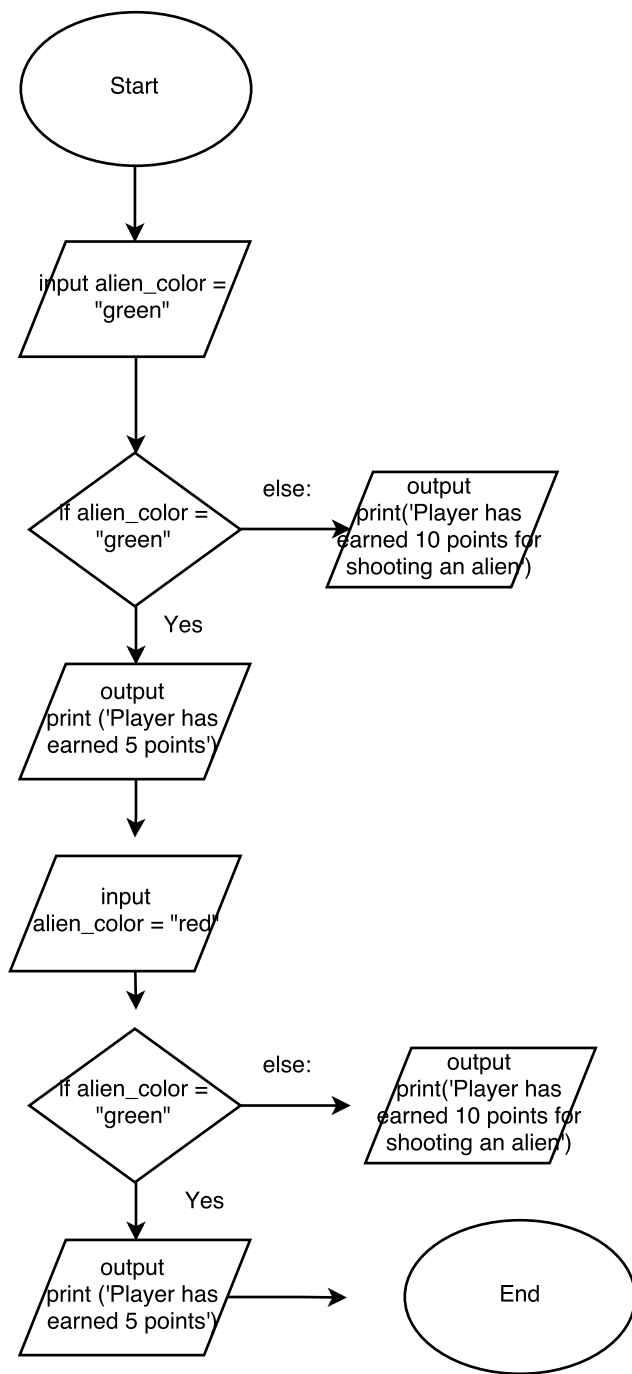 Start
input alien_color =
"green"
if alien_color =
"green"
else:
output
print('Player has
earned 10 points for
shooting an alien')
Yes
output
print ('Player has
earned 5 points')
input
alien_color = "red"
if alien_color =
"green"
else:
output
print('Player has
earned 10 points for
shooting an alien')
Yes
output
print ('Player has
earned 5 points')
End